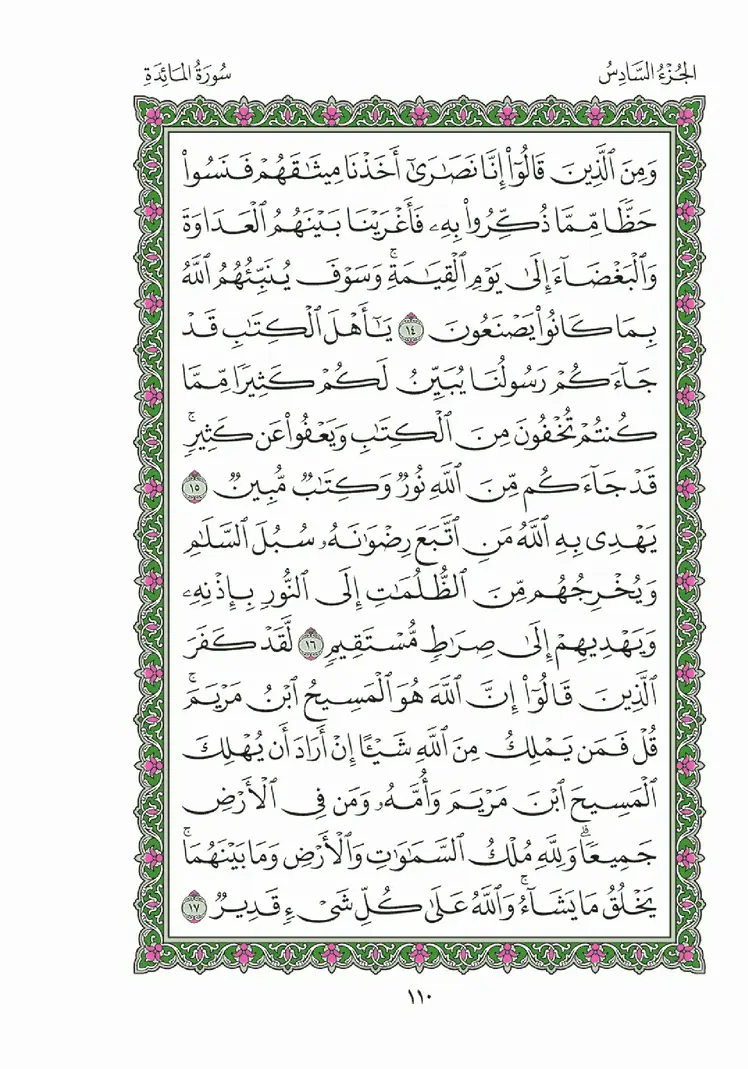 الجُزْءُ السَّادِسُ
سُورَةُ المَائِدَةِ
وَمِنَ ٱلَّذِينَ قَالُوٓا۟ إِنَّا نَصَـٰرَىٰٓ أَخَذْنَا مِيثَـٰقَهُمْ فَنَسُوا۟
حَظًّا مِّمَّا ذُكِّرُوا۟ بِهِۦ فَأَغْرَيْنَا بَيْنَهُمُ ٱلْعَدَاوَةَ
وَٱلْبَغْضَآءَ إِلَىٰ يَوْمِ ٱلْقِيَـٰمَةِ ۚ وَسَوْفَ يُنَبِّئُهُمُ ٱللَّهُ
بِمَا كَانُوا۟ يَصْنَعُونَ ١٤ يَـٰٓأَهْلَ ٱلْكِتَـٰبِ قَدْ
جَآءَكُمْ رَسُولُنَا يُبَيِّنُ لَكُمْ كَثِيرًا مِّمَّا
كُنتُمْ تُخْفُونَ مِنَ ٱلْكِتَـٰبِ وَيَعْفُوا۟ عَن كَثِيرٍ ۚ
قَدْ جَآءَكُم مِّنَ ٱللَّهِ نُورٌ وَكِتَـٰبٌ مُّبِينٌ ١٥
يَهْدِى بِهِ ٱللَّهُ مَنِ ٱتَّبَعَ رِضْوَٰنَهُۥ سُبُلَ ٱلسَّلَـٰمِ
وَيُخْرِجُهُم مِّنَ ٱلظُّلُمَـٰتِ إِلَى ٱلنُّورِ بِإِذْنِهِۦ
وَيَهْدِيهِمْ إِلَىٰ صِرَٰطٍ مُّسْتَقِيمٍ ١٦ لَّقَدْ كَفَرَ
ٱلَّذِينَ قَالُوٓا۟ إِنَّ ٱللَّهَ هُوَ ٱلْمَسِيحُ ٱبْنُ مَرْيَمَ ۚ
قُلْ فَمَن يَمْلِكُ مِنَ ٱللَّهِ شَيْـًٔا إِنْ أَرَادَ أَن يُهْلِكَ
ٱلْمَسِيحَ ٱبْنَ مَرْيَمَ وَأُمَّهُۥ وَمَن فِى ٱلْأَرْضِ
جَمِيعًا ۗ وَلِلَّهِ مُلْكُ ٱلسَّمَـٰوَٰتِ وَٱلْأَرْضِ وَمَا بَيْنَهُمَا ۚ
يَخْلُقُ مَا يَشَآءُ ۚ وَٱللَّهُ عَلَىٰ كُلِّ شَىْءٍ قَدِيرٌ ١٧
١١٠